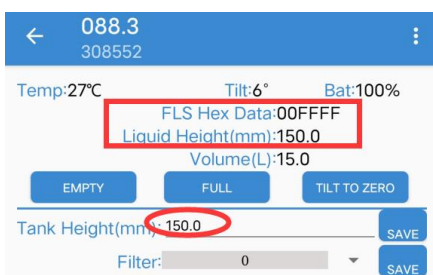 088.3
308552
Temp:27℃ Tilt:6° Bat:100%
FLS Hex Data:00FFFF
Liquid Height(mm):150.0
Volume(L):15.0
EMPTY FULL TILT TO ZERO
Tank Height(mm): 150.0 SAVE
Filter: 0 SAVE